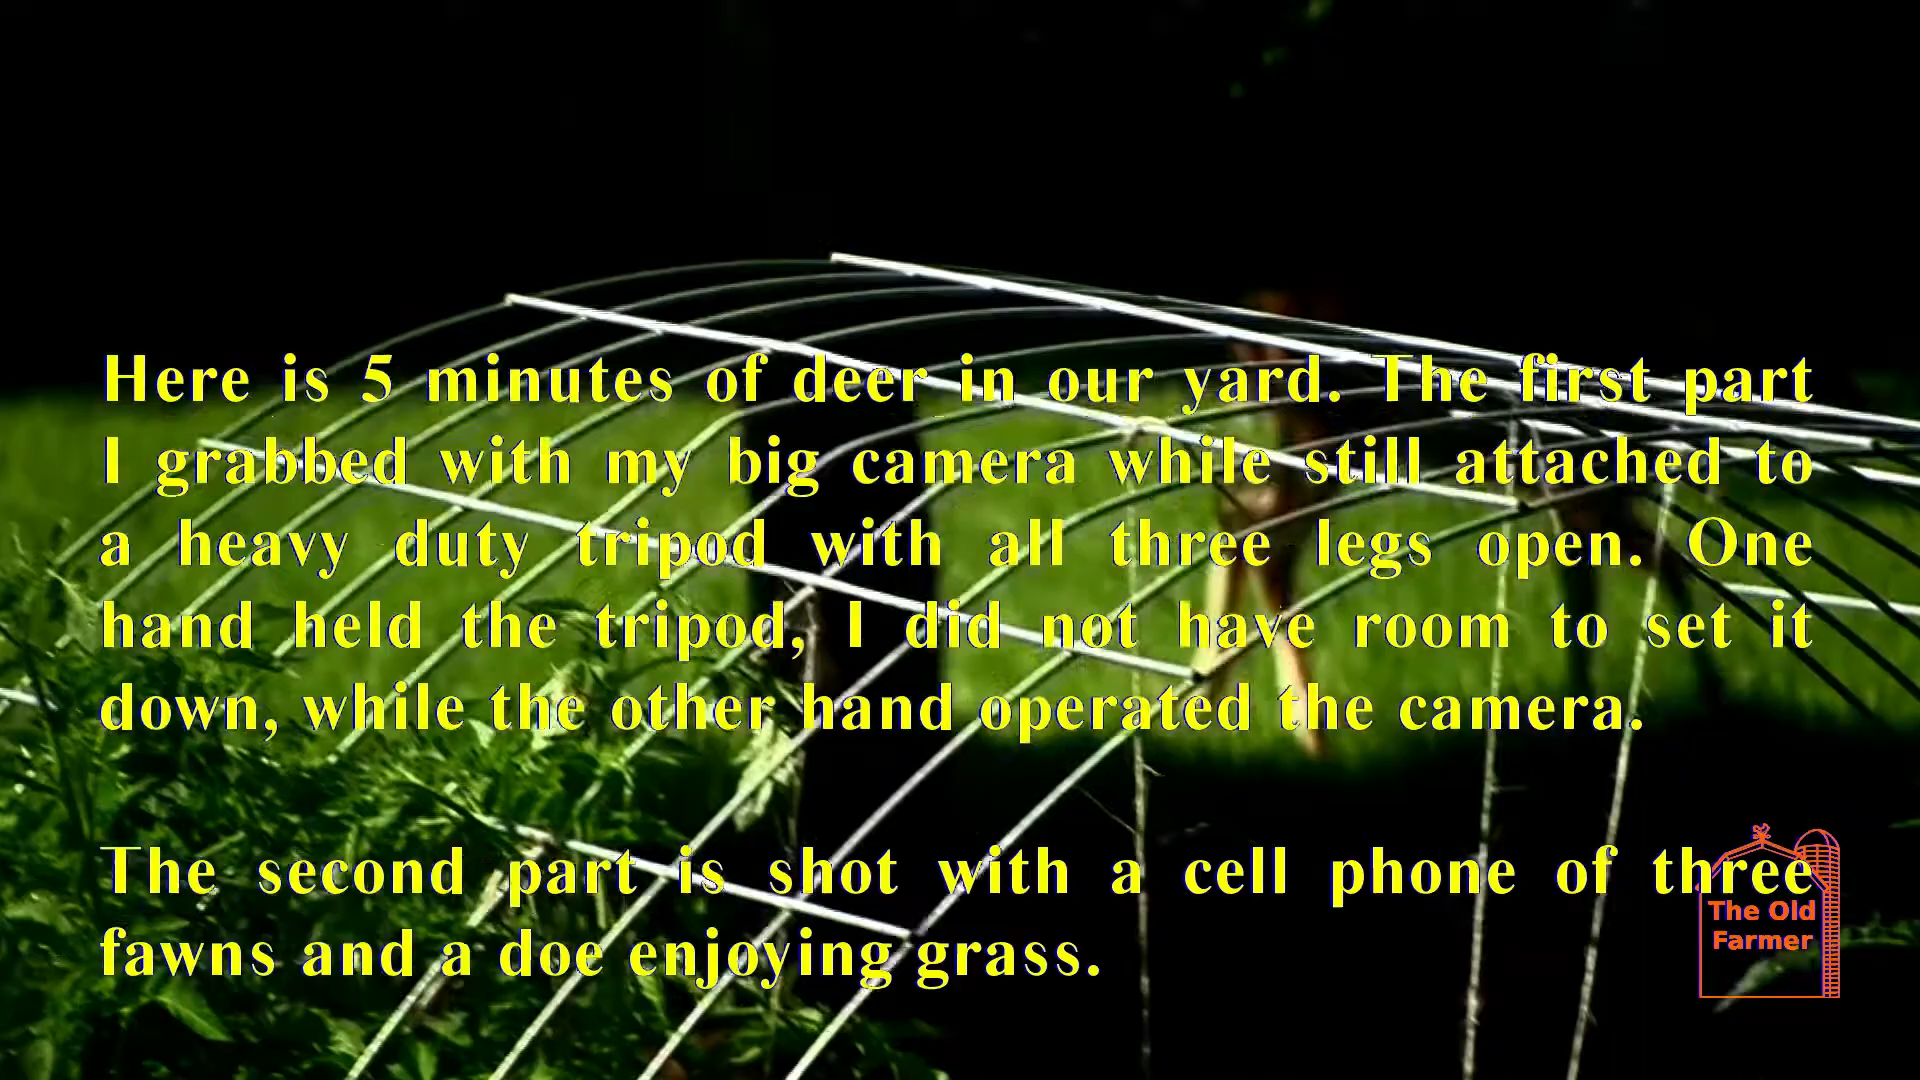 Here is 5 minutes of deer in our yard. The first part
I grabbed with my big camera while still attached to
a heavy duty tripod with all three legs open. One
hand held the tripod, I did not have room to set it
down, while the other hand operated the camera.
The second part is shot with a cell phone of three
fawns and a doe enjoying grass.
The Old
Farmer